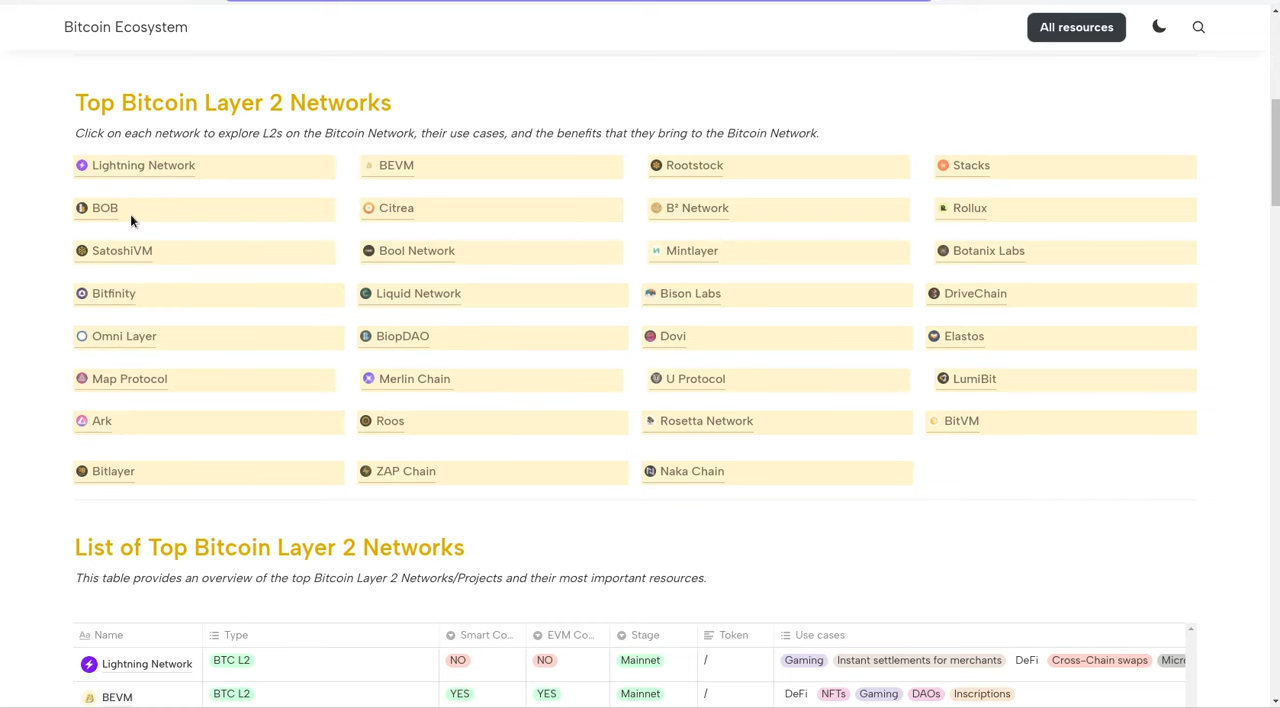 Bitcoin Ecosystem All resources
Top Bitcoin Layer 2 Networks
Click on each network to explore L2s on the Bitcoin Network, their use cases, and the benefits that they bring to the Bitcoin Network.
Lightning Network BEVM Rootstock Stacks
BOB Citrea B² Network Rollux
SatoshiVM Bool Network Mintlayer Botanix Labs
Bitfinity Liquid Network Bison Labs DriveChain
Omni Layer BiopDAO Dovi Elastos
Map Protocol Merlin Chain U Protocol LumiBit
Ark Roos Rosetta Network BitVM
Bitlayer ZAP Chain Naka Chain
List of Top Bitcoin Layer 2 Networks
This table provides an overview of the top Bitcoin Layer 2 Networks/Projects and their most important resources.
Aa Name Type Smart Co... EVM Co... Stage Token Use cases
Lightning Network BTC L2 NO NO Mainnet / Gaming Instant settlements for merchants DeFi Cross-Chain swaps Micr
BEVM BTC L2 YES YES Mainnet / DeFi NFTs Gaming DAOs Inscriptions